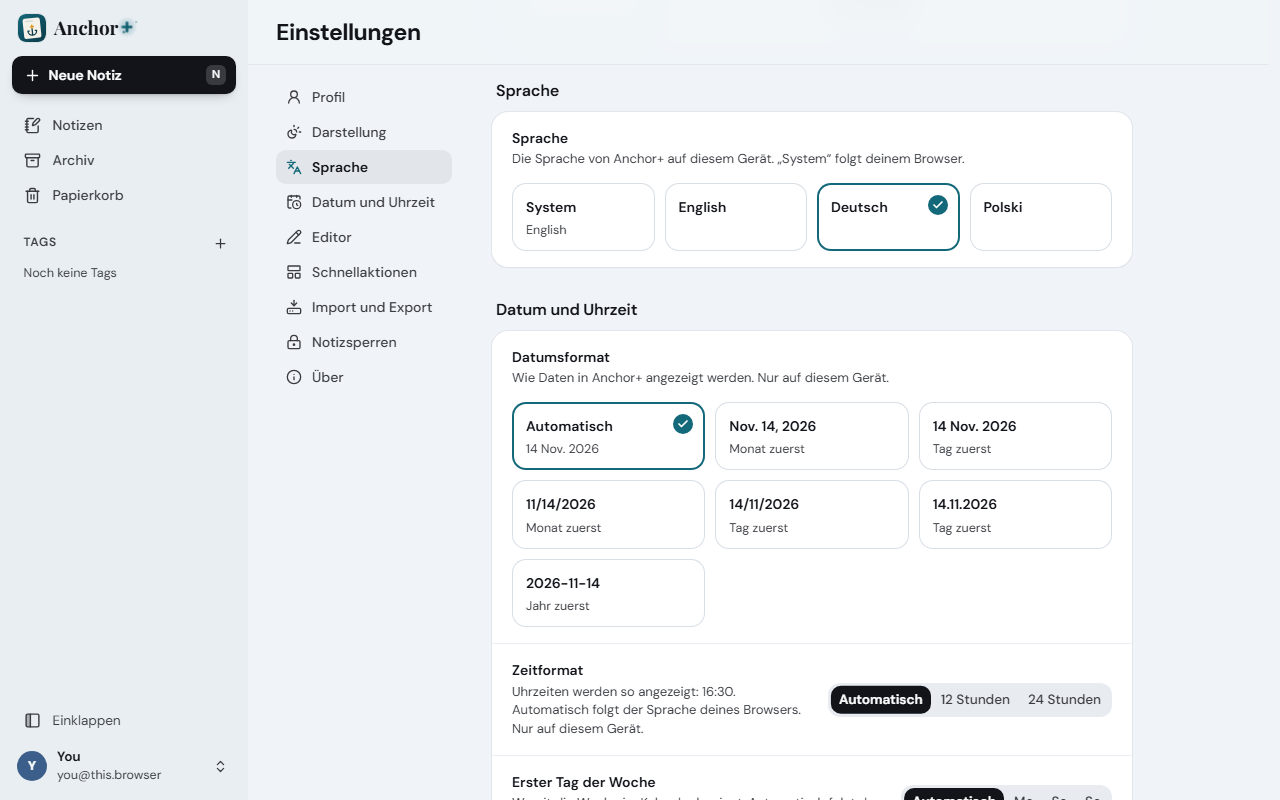 Anchor+
Einstellungen
Neue Notiz
N
Notizen
Archiv
Papierkorb
TAGS
Noch keine Tags
Einklappen
Y
You
you@this.browser
Profil
Darstellung
Sprache
Datum und Uhrzeit
Editor
Schnellaktionen
Import und Export
Notizsperren
Über
Sprache
Sprache
Die Sprache von Anchor+ auf diesem Gerät. „System“ folgt deinem Browser.
System
English
English
Deutsch
Polski
Datum und Uhrzeit
Datumsformat
Wie Daten in Anchor+ angezeigt werden. Nur auf diesem Gerät.
Automatisch
14 Nov. 2026
Nov. 14, 2026
Monat zuerst
14 Nov. 2026
Tag zuerst
11/14/2026
Monat zuerst
14/11/2026
Tag zuerst
14.11.2026
Tag zuerst
2026-11-14
Jahr zuerst
Zeitformat
Uhrzeiten werden so angezeigt: 16:30.
Automatisch folgt der Sprache deines Browsers.
Nur auf diesem Gerät.
Automatisch
12 Stunden
24 Stunden
Erster Tag der Woche
Automatisch